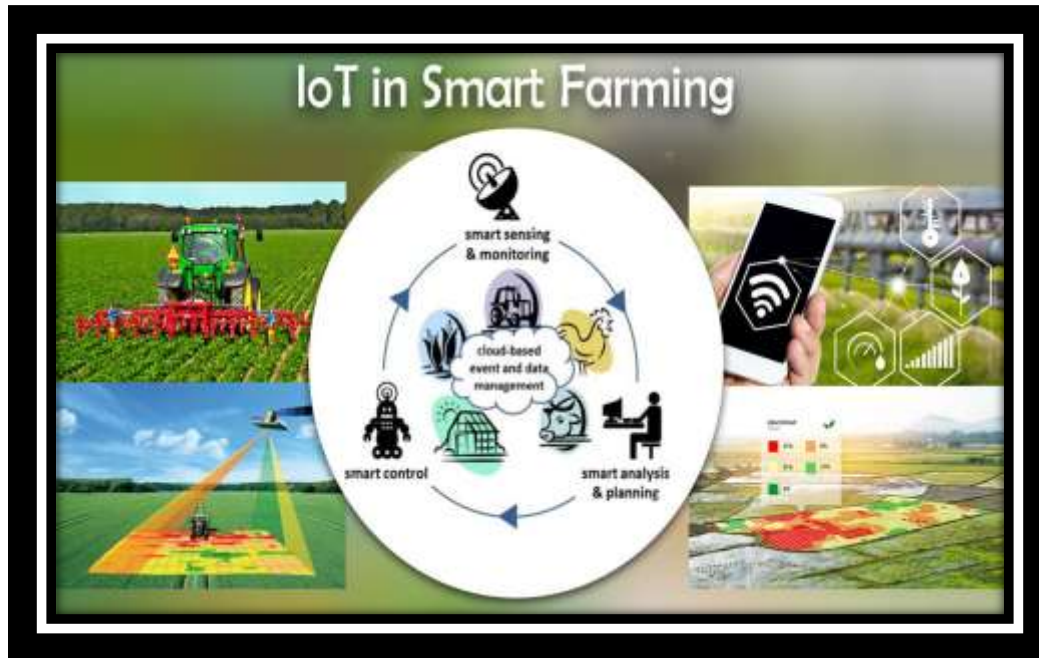 IoT in Smart Farming
smart sensing
& monitoring
cloud-based
event and data
management
smart control
smart analysis
& planning